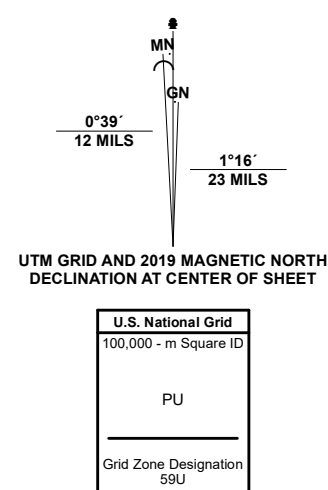 MN
GN
0°39´
12 MILS
1°16´
23 MILS
UTM GRID AND 2019 MAGNETIC NORTH
DECLINATION AT CENTER OF SHEET
U.S. National Grid
100,000 - m Square ID
PU
Grid Zone Designation
59U